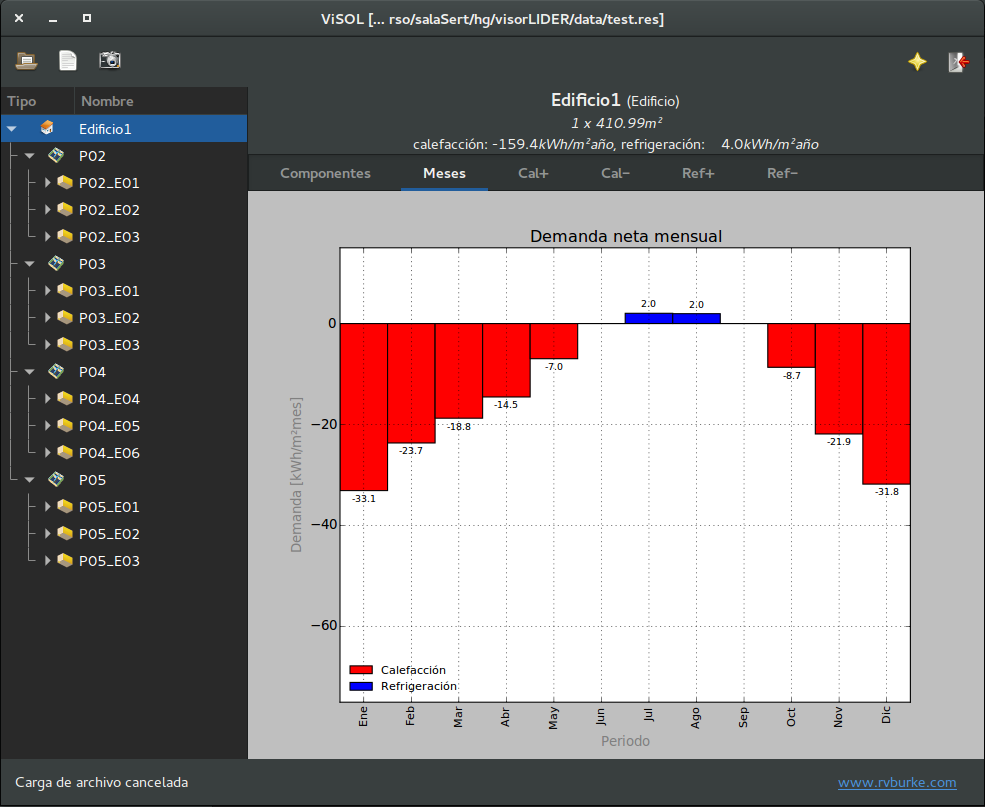 ViSOL [... rso/salaSert/hg/visorLIDER/data/test.res]
Tipo Nombre
Edificio1
P02
P02_E01
P02_E02
P02_E03
P03
P03_E01
P03_E02
P03_E03
P04
P04_E04
P04_E05
P04_E06
P05
P05_E01
P05_E02
P05_E03
Edificio1 (Edificio)
1 x 410.99m²
calefacción: -159.4kWh/m²año, refrigeración: 4.0kWh/m²año
Componentes Meses Cal+ Cal− Ref+ Ref−
Demanda neta mensual
Demanda [kWh/m²mes]
0
−20
−40
−60
-33.1
-23.7
-18.8
-14.5
-7.0
2.0
2.0
-8.7
-21.9
-31.8
Calefacción
Refrigeración
Ene Feb Mar Abr May Jun Jul Ago Sep Oct Nov Dic
Periodo
Carga de archivo cancelada
www.rvburke.com